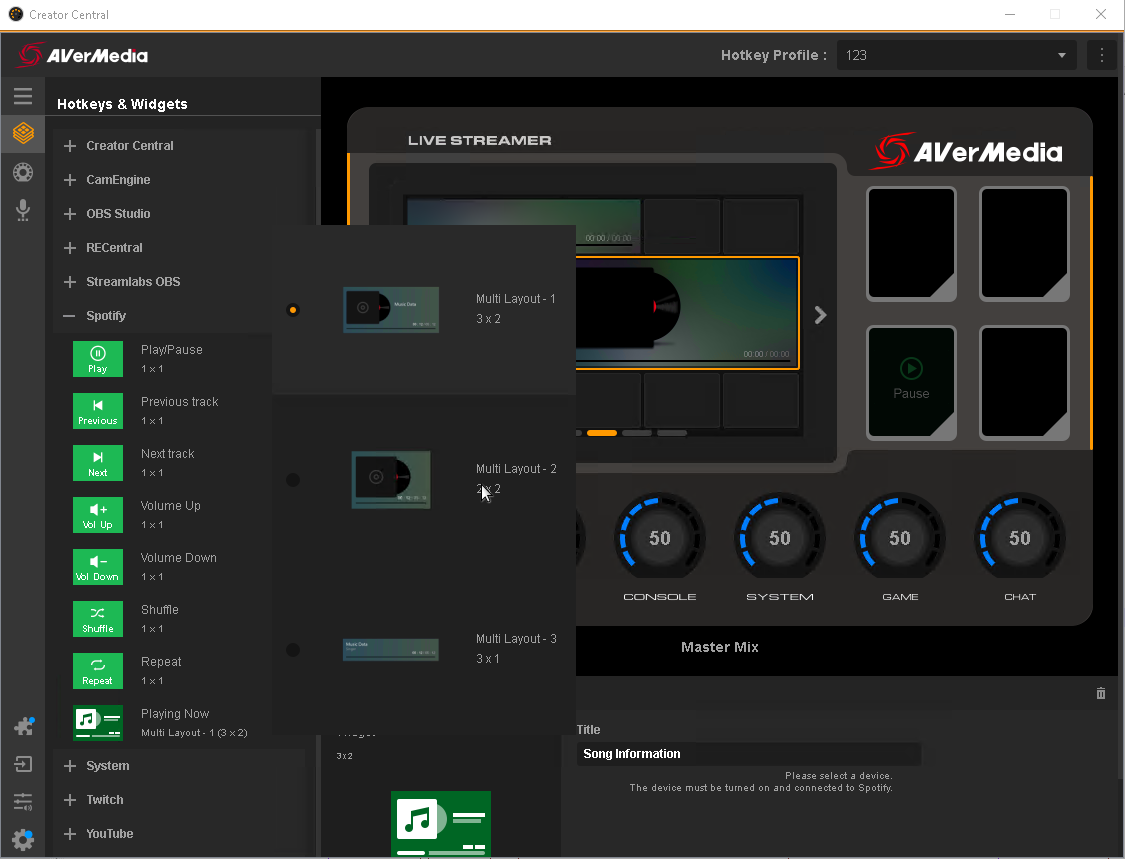 Creator Central
AVerMedia
Hotkey Profile :
123
Hotkeys & Widgets
Creator Central
CamEngine
OBS Studio
RECentral
Streamlabs OBS
Spotify
Play
Play/Pause
1 x 1
Previous
Previous track
1 x 1
Next
Next track
1 x 1
Vol Up
Volume Up
1 x 1
Vol Down
Volume Down
1 x 1
Shuffle
Shuffle
1 x 1
Repeat
Repeat
1 x 1
Playing Now
Multi Layout - 1 (3 x 2)
System
Twitch
YouTube
Music Data
Multi Layout - 1
3 x 2
Multi Layout - 2
2 x 2
Music Data
Multi Layout - 3
3 x 1
LIVE STREAMER
AVerMedia
00:00 / 00:00
00:00 / 00:00
Pause
50
50
50
50
CONSOLE
SYSTEM
GAME
CHAT
Master Mix
3 x 2
Title
Song Information
Please select a device.
The device must be turned on and connected to Spotify.